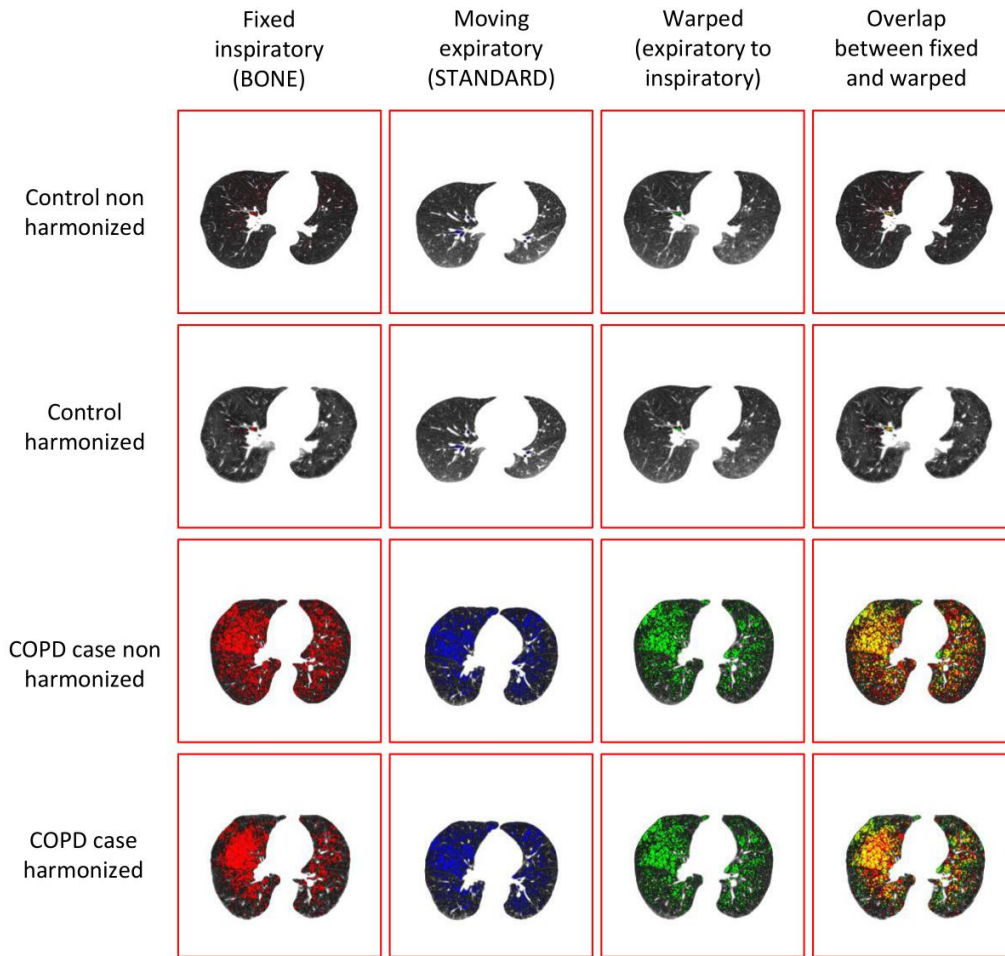 Fixed
inspiratory
(BONE)
Moving
expiratory
(STANDARD)
Warped
(expiratory to
inspiratory)
Overlap
between fixed
and warped
Control non
harmonized
Control
harmonized
COPD case non
harmonized
COPD case
harmonized